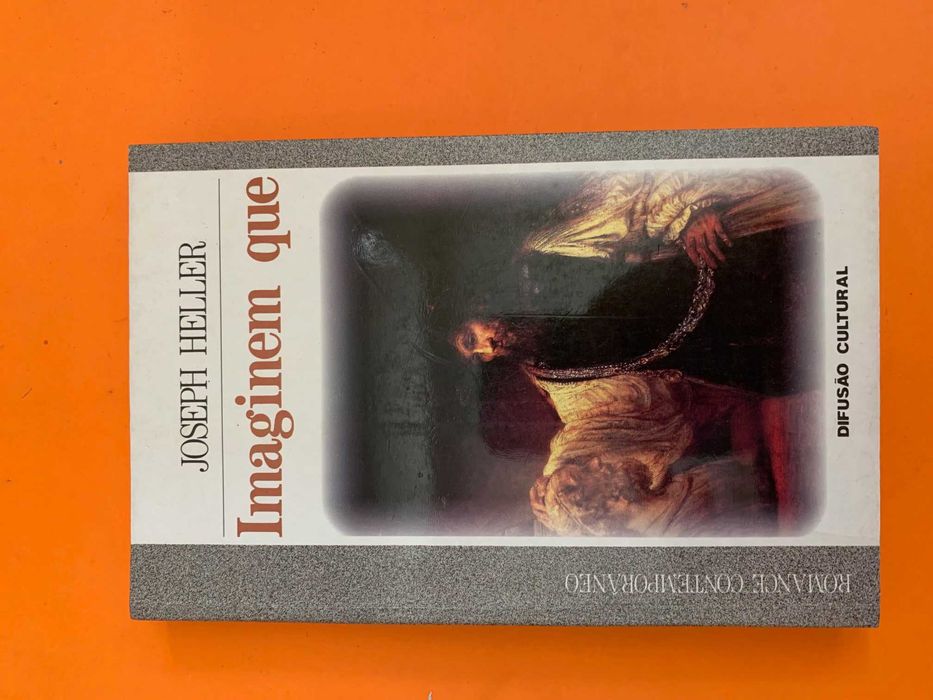 JOSEPH HELLER
Imaginem que
DIFUSÃO CULTURAL
ROMANCE CONTEMPORÂNEO